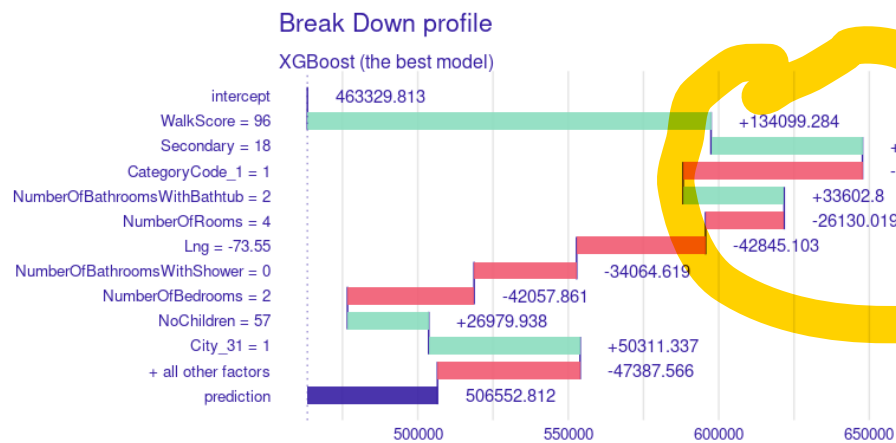 Break Down profile
XGBoost (the best model)
intercept 463329.813
WalkScore = 96 +134099.284
Secondary = 18 +
CategoryCode_1 = 1 -
NumberOfBathroomsWithBathtub = 2 +33602.8
NumberOfRooms = 4 -26130.019
Lng = -73.55 -42845.103
NumberOfBathroomsWithShower = 0 -34064.619
NumberOfBedrooms = 2 -42057.861
NoChildren = 57 +26979.938
City_31 = 1 +50311.337
+ all other factors -47387.566
prediction 506552.812
500000 550000 600000 650000